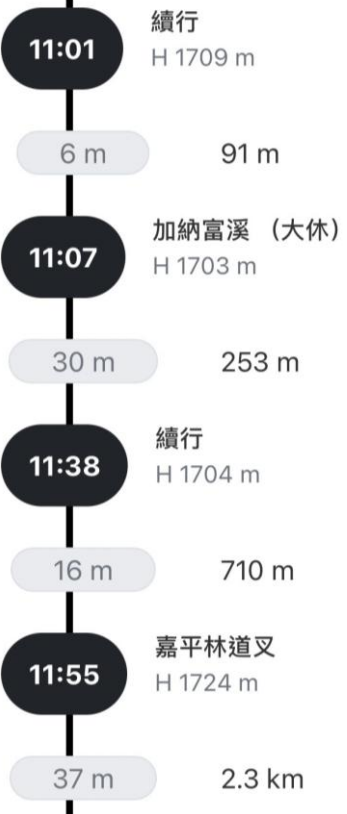 續行
11:01
H 1709 m
6 m 91 m
加納富溪 （大休）
11:07
H 1703 m
30 m 253 m
續行
11:38
H 1704 m
16 m 710 m
嘉平林道叉
11:55
H 1724 m
37 m 2.3 km